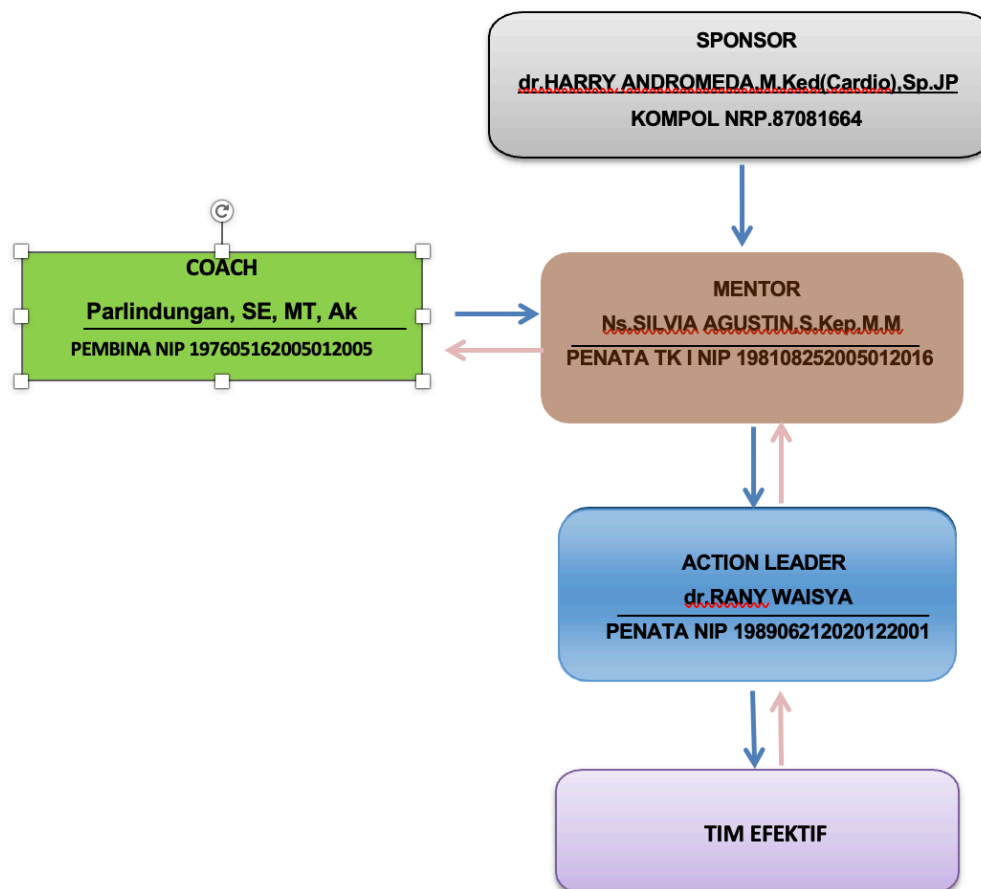 SPONSOR
dr.HARRY ANDROMEDA,M.Ked(Cardio),Sp.JP
KOMPOL NRP.87081664
COACH
Parlindungan, SE, MT, Ak
PEMBINA NIP 197605162005012005
MENTOR
Ns.SILVIA AGUSTIN,S.Kep,M.M
PENATA TK I NIP 198108252005012016
ACTION LEADER
dr.RANY WAISYA
PENATA NIP 198906212020122001
TIM EFEKTIF